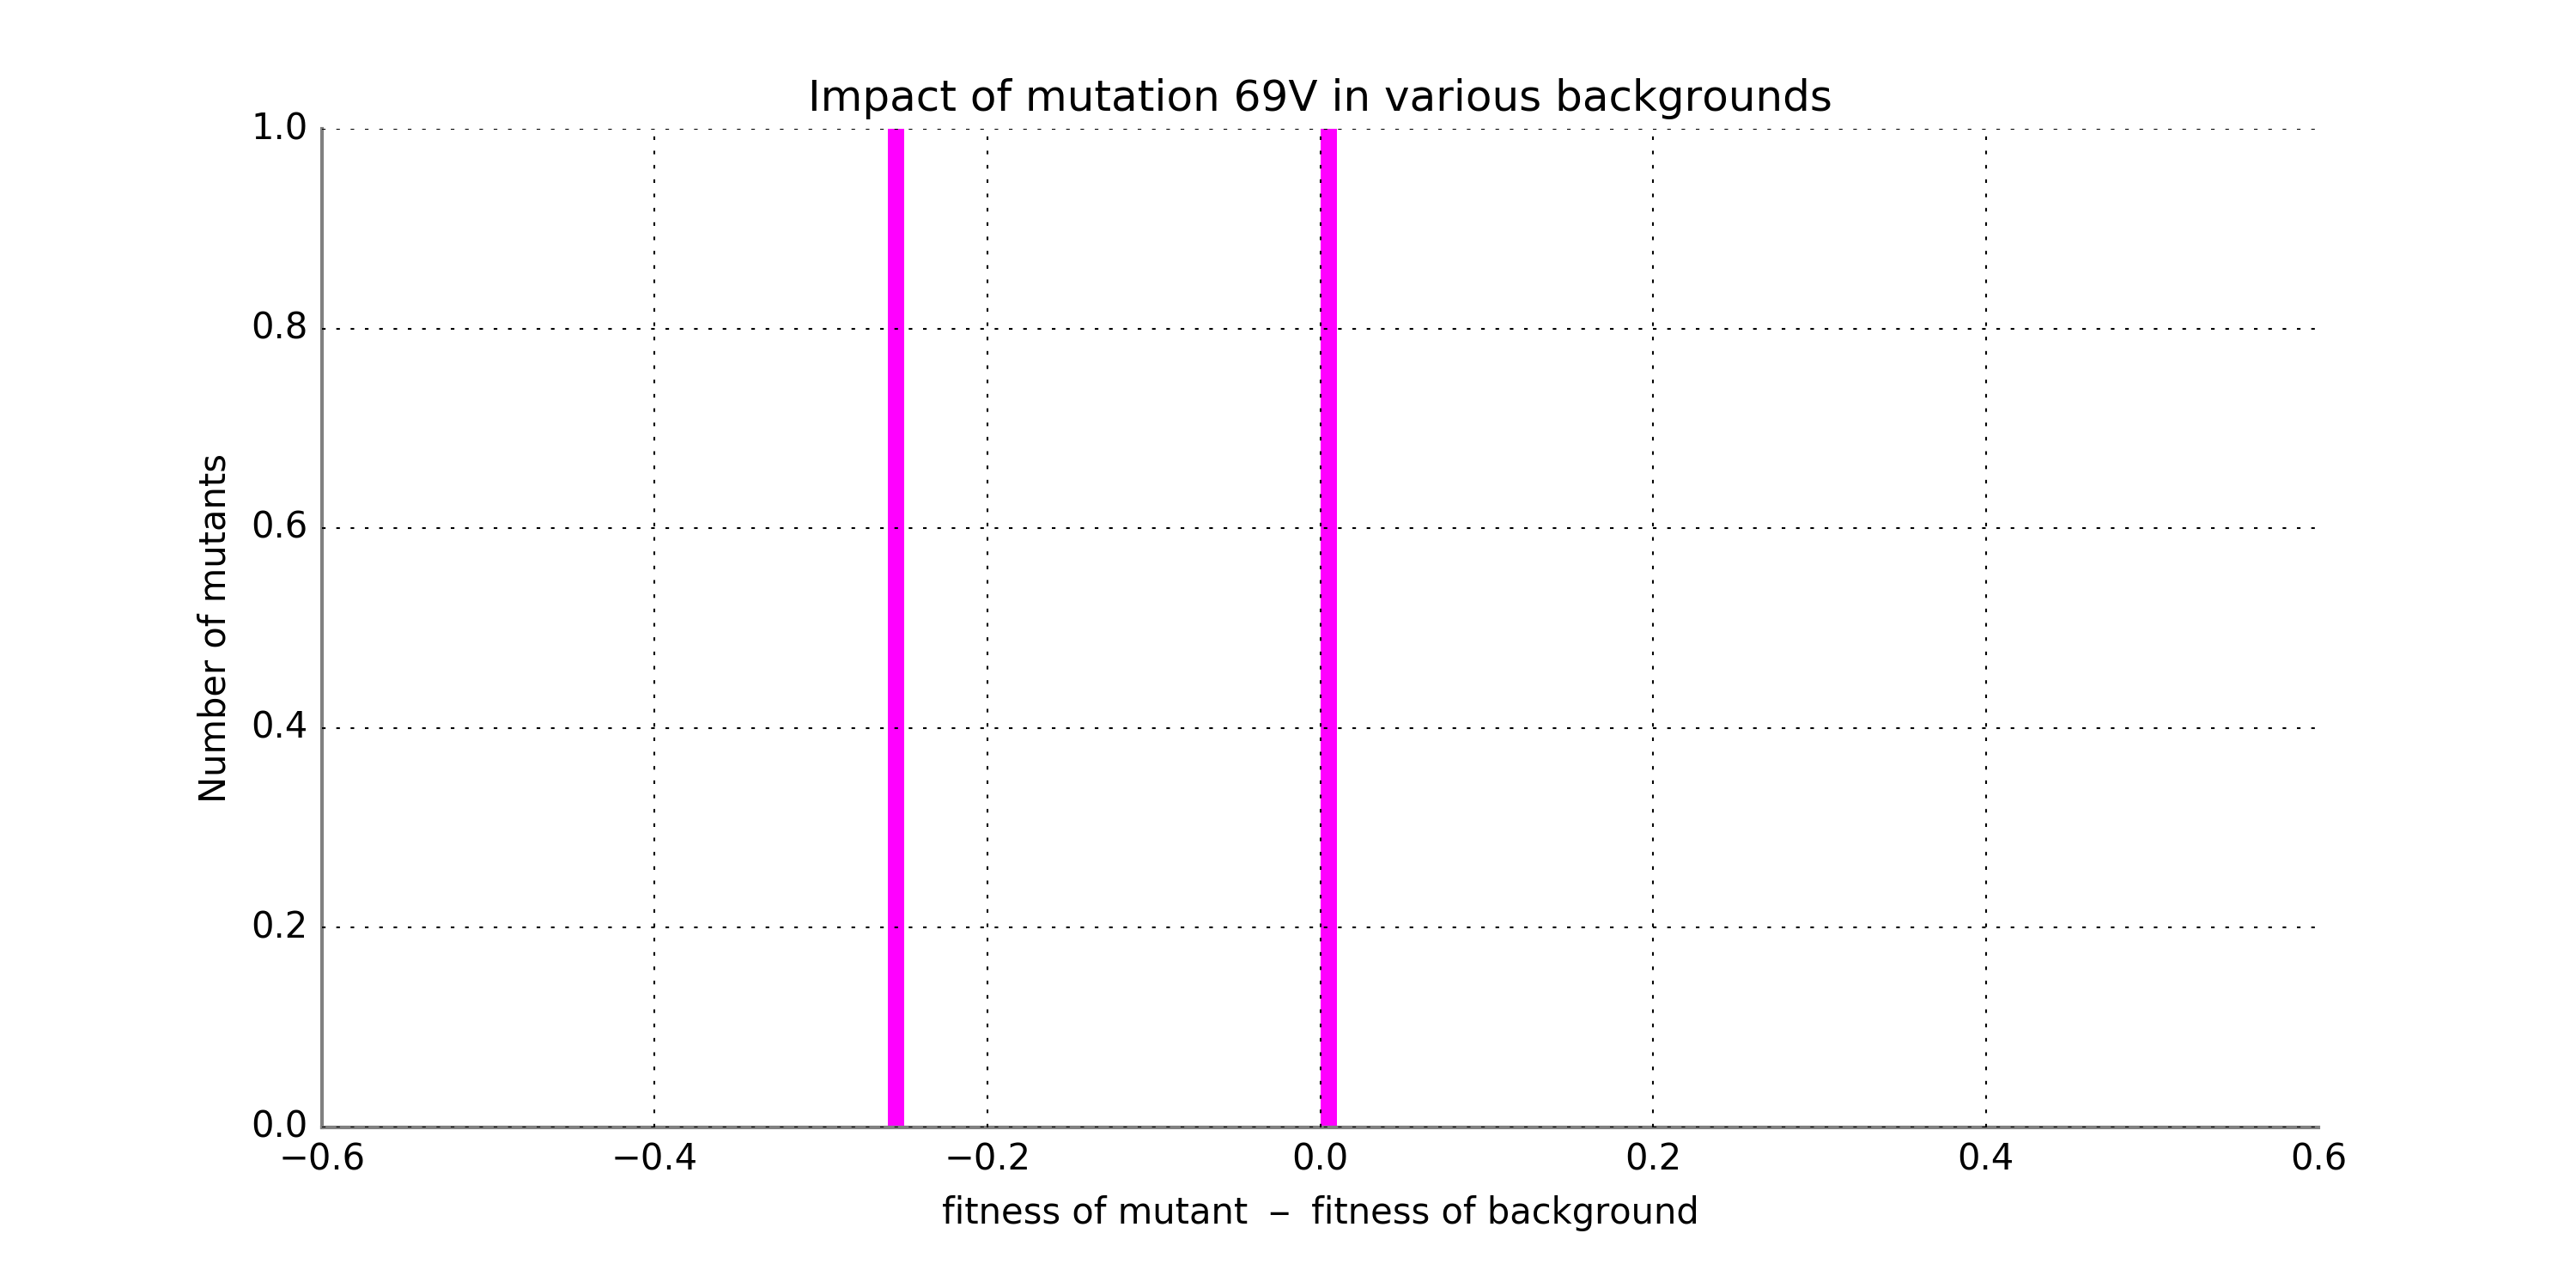 Impact of mutation 69V in various backgrounds
1.0
0.8
0.6
0.4
0.2
0.0
Number of mutants
−0.6 −0.4 −0.2 0.0 0.2 0.4 0.6
fitness of mutant − fitness of background